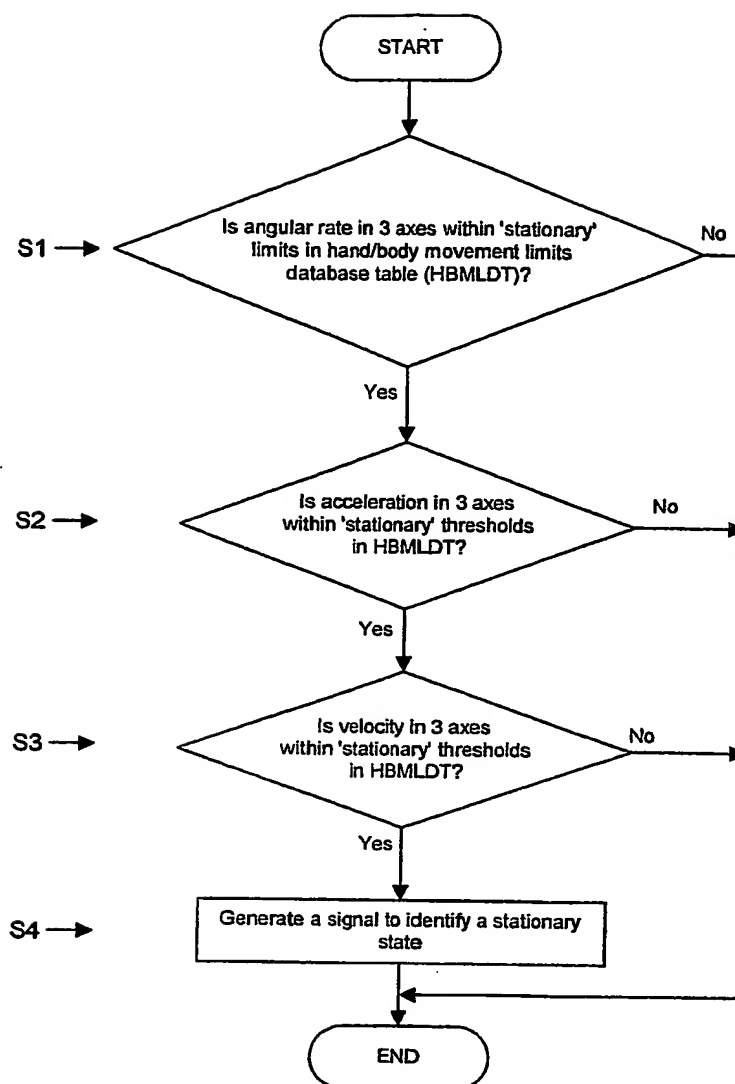 START
S1
Is angular rate in 3 axes within 'stationary'
limits in hand/body movement limits
database table (HBMLDT)?
No
Yes
S2
Is acceleration in 3 axes
within 'stationary' thresholds
in HBMLDT?
No
Yes
S3
Is velocity in 3 axes
within 'stationary' thresholds
in HBMLDT?
No
Yes
S4
Generate a signal to identify a stationary
state
END